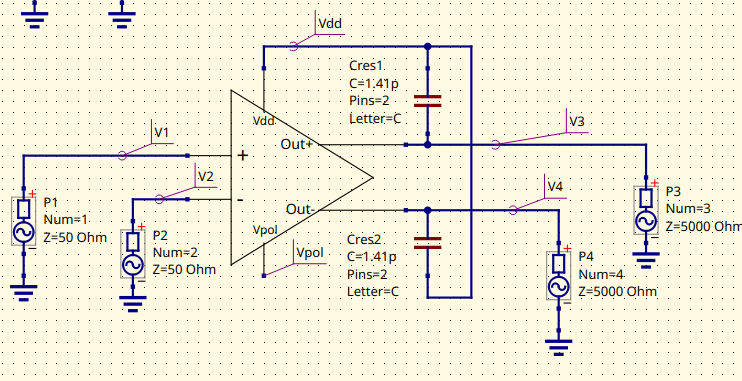 Vdd
Cres1
C=1.41p
Pins=2
Letter=C
Vdd
V1
Out+
V3
+
V2
V4
-
P1
Num=1
Z=50 Ohm
P2
Num=2
Z=50 Ohm
Out-
Vpol
Vpol
Cres2
C=1.41p
Pins=2
Letter=C
P3
Num=3
Z=5000 Ohm
P4
Num=4
Z=5000 Ohm